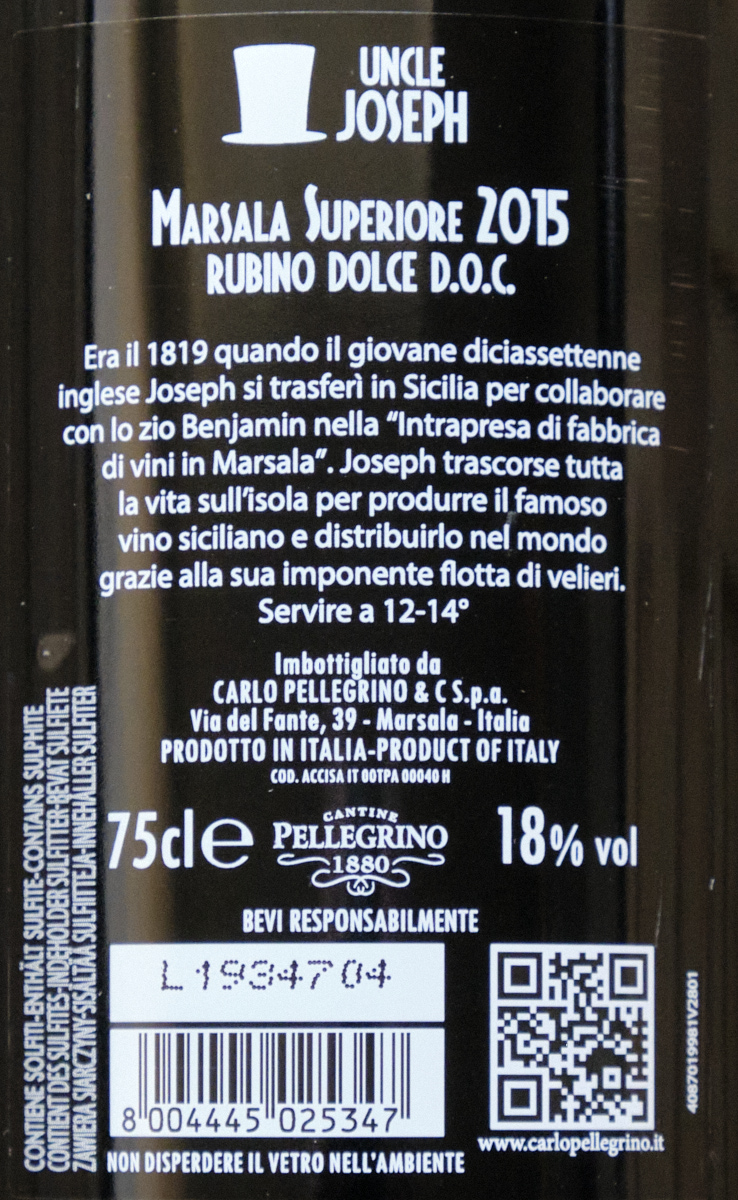 UNCLE
JOSEPH
MARSALA SUPERIORE 2015
RUBINO DOLCE D.O.C.
Era il 1819 quando il giovane diciassettenne
inglese Joseph si trasferì in Sicilia per collaborare
con lo zio Benjamin nella “Intrapresa di fabbrica
di vini in Marsala”. Joseph trascorse tutta
la vita sull'isola per produrre il famoso
vino siciliano e distribuirlo nel mondo
grazie alla sua imponente flotta di velieri.
Servire a 12-14°
Imbottigliato da
CARLO PELLEGRINO & C S.p.a.
Via del Fante, 39 - Marsala - Italia
PRODOTTO IN ITALIA-PRODUCT OF ITALY
COD. ACCISA IT 00TPA 00040 H
75cl e
CANTINE
PELLEGRINO
1880
18% vol
BEVI RESPONSABILMENTE
L1934704
8 004445 025347
www.carlopellegrino.it
NON DISPERDERE IL VETRO NELL'AMBIENTE
CONTIENE SOLFITI-ENTHÄLT SULFITE-CONTAINS SULPHITE
CONTIENT DES SULFITES-INDEHOLDER SULFITTER-BEVAT SULFIETE
ZAWIERA SIARCZYNY-SISÄLTÄÄ SULFIITTEJA-INNEHÅLLER SULFITER
4087019981V2801